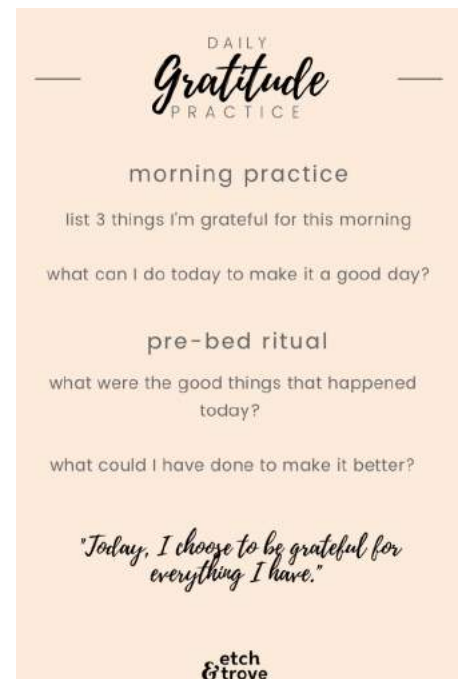 DAILY
Gratitude
PRACTICE
morning practice
list 3 things I'm grateful for this morning
what can I do today to make it a good day?
pre-bed ritual
what were the good things that happened
today?
what could I have done to make it better?
"Today, I choose to be grateful for
everything I have."
etch
&trove